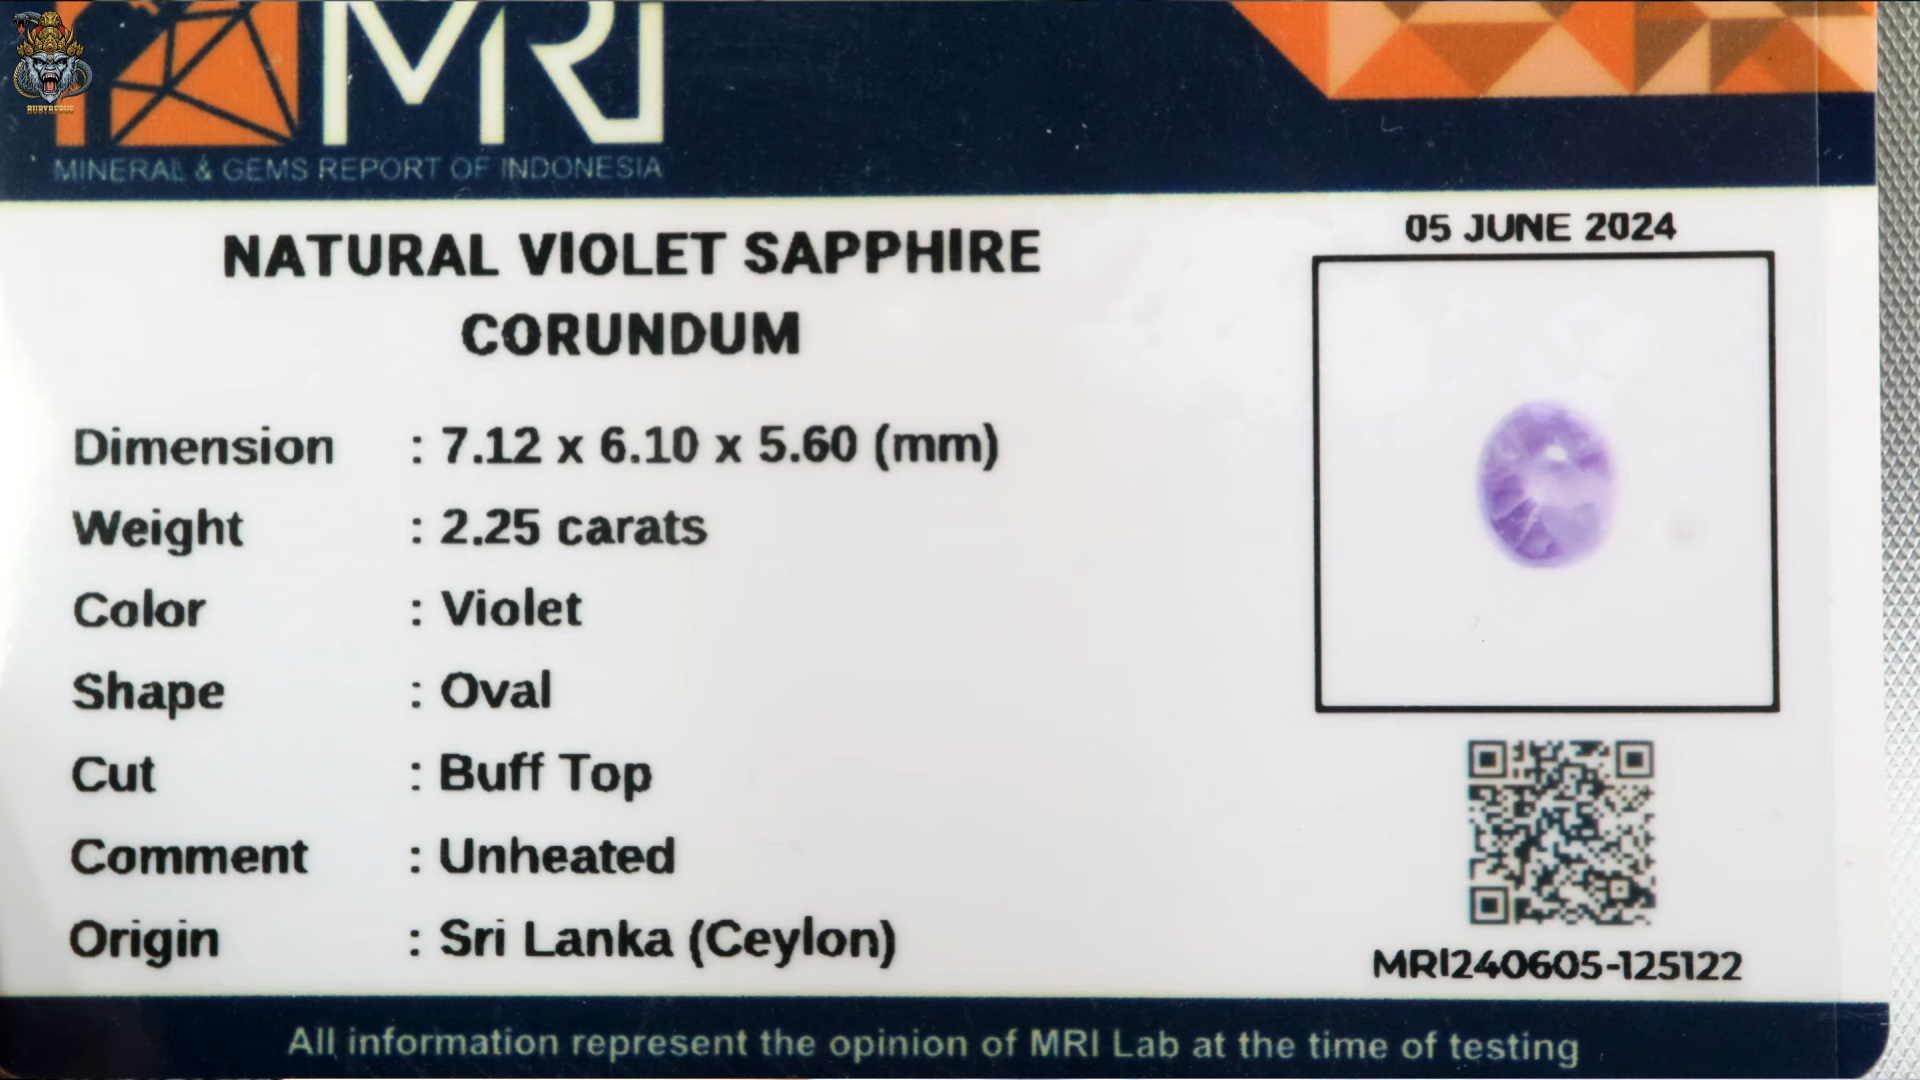 RUBYREBUS
MRI
MINERAL & GEMS REPORT OF INDONESIA
NATURAL VIOLET SAPPHIRE
CORUNDUM
05 JUNE 2024
Dimension : 7.12 x 6.10 x 5.60 (mm)
Weight : 2.25 carats
Color : Violet
Shape : Oval
Cut : Buff Top
Comment : Unheated
Origin : Sri Lanka (Ceylon)
MRI240605-125122
All information represent the opinion of MRI Lab at the time of testing